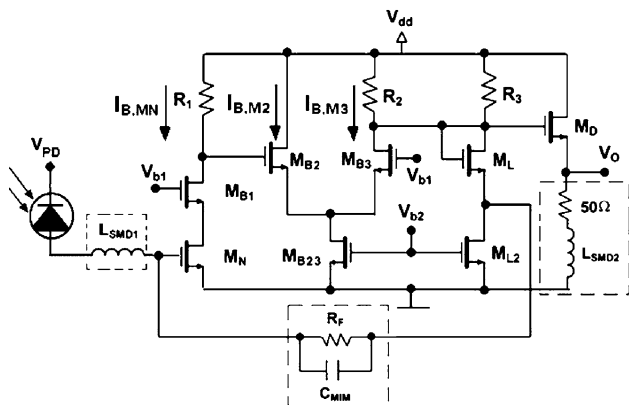 V_dd
I_B,MN R_1 I_B,M2 I_B,M3 R_2 R_3
V_PD M_B2 M_B3 M_L M_D V_O
V_b1 M_B1 V_b1
50Ω
L_SMD1 V_b2
M_N M_B23 M_L2 L_SMD2
R_F
C_MIM